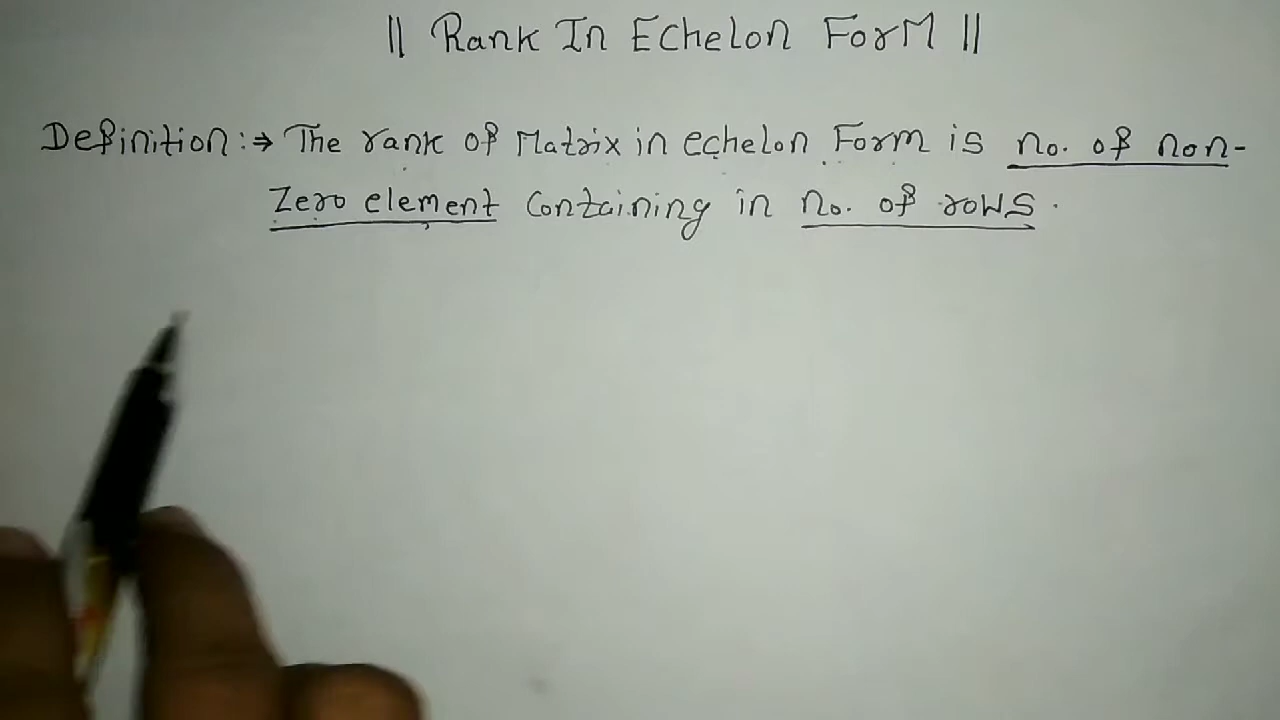 || Rank In Echelon Form ||
Definition:⇒ The rank of Matrix in echelon Form is no. of non-
Zero element Containing in no. of rows.